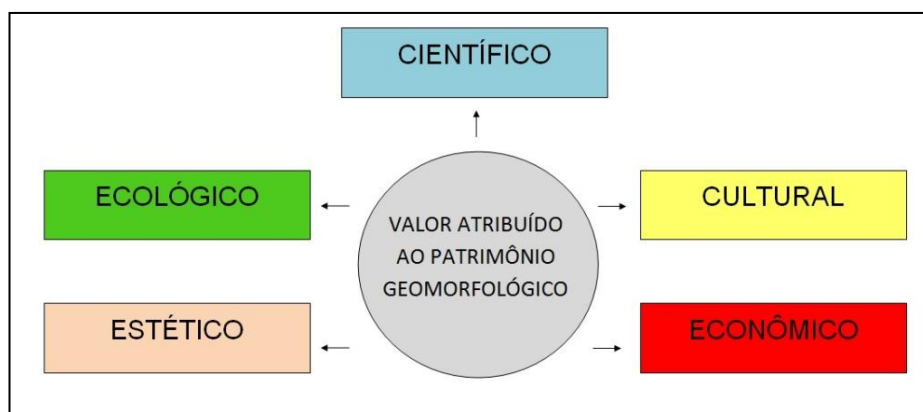 CIENTÍFICO
ECOLÓGICO
CULTURAL
VALOR ATRIBUÍDO
AO PATRIMÔNIO
GEOMORFOLÓGICO
ESTÉTICO
ECONÔMICO